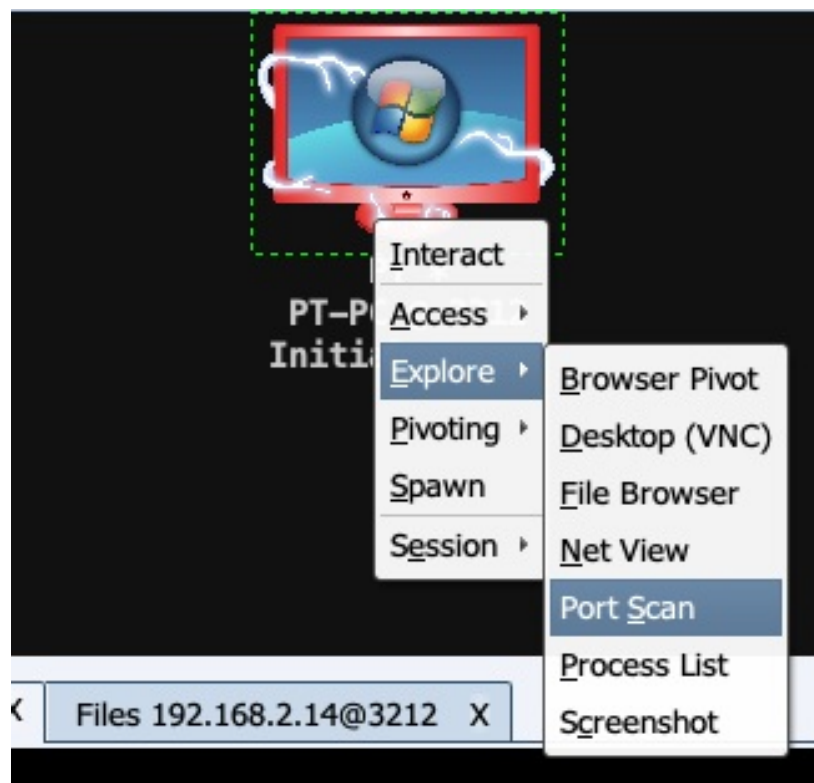 PT-P
Initi
Interact
Access
Explore
Pivoting
Spawn
Session
Browser Pivot
Desktop (VNC)
File Browser
Net View
Port Scan
Process List
Screenshot
X
Files 192.168.2.14@3212 X